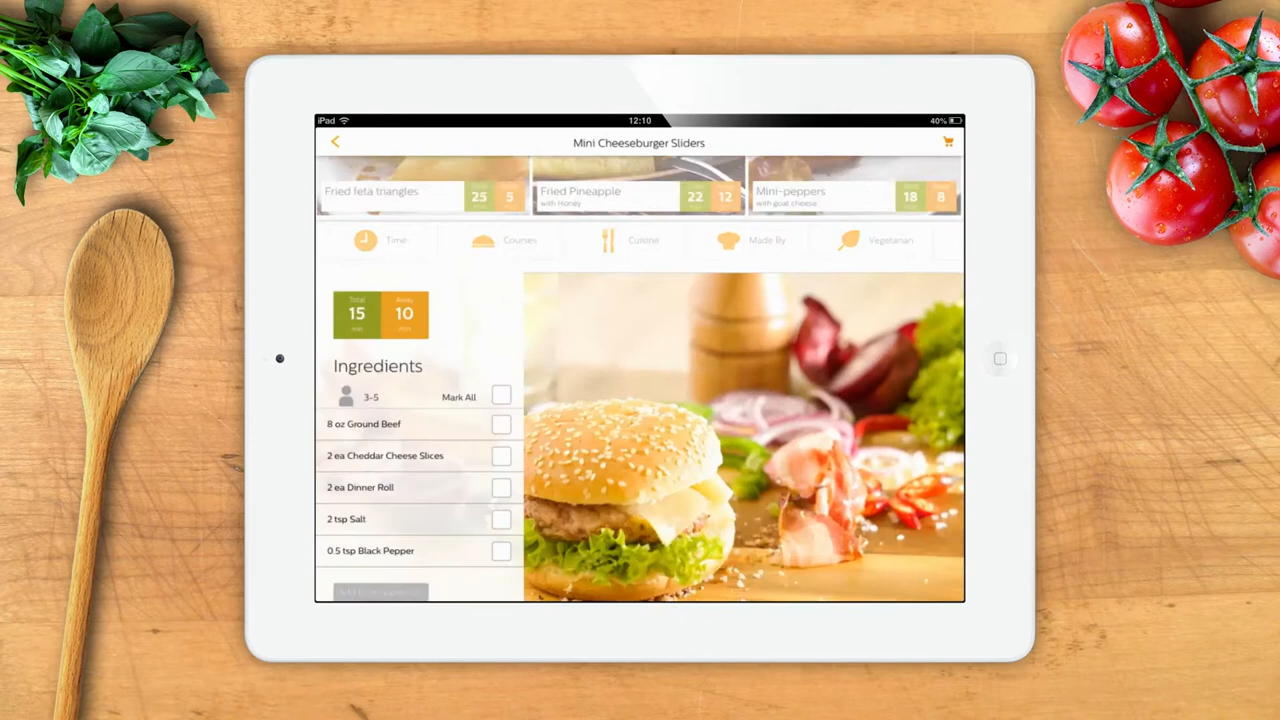 iPad 12:10 40%
Mini Cheeseburger Sliders
Fried feta triangles 25 5
Fried Pineapple 22 12
with Honey
Mini-peppers 18 8
with goat cheese
Time Courses Cuisine Made By Vegetarian
Total Away
15 10
min min
Ingredients
3-5 Mark All
8 oz Ground Beef
2 ea Cheddar Cheese Slices
2 ea Dinner Roll
2 tsp Salt
0.5 tsp Black Pepper